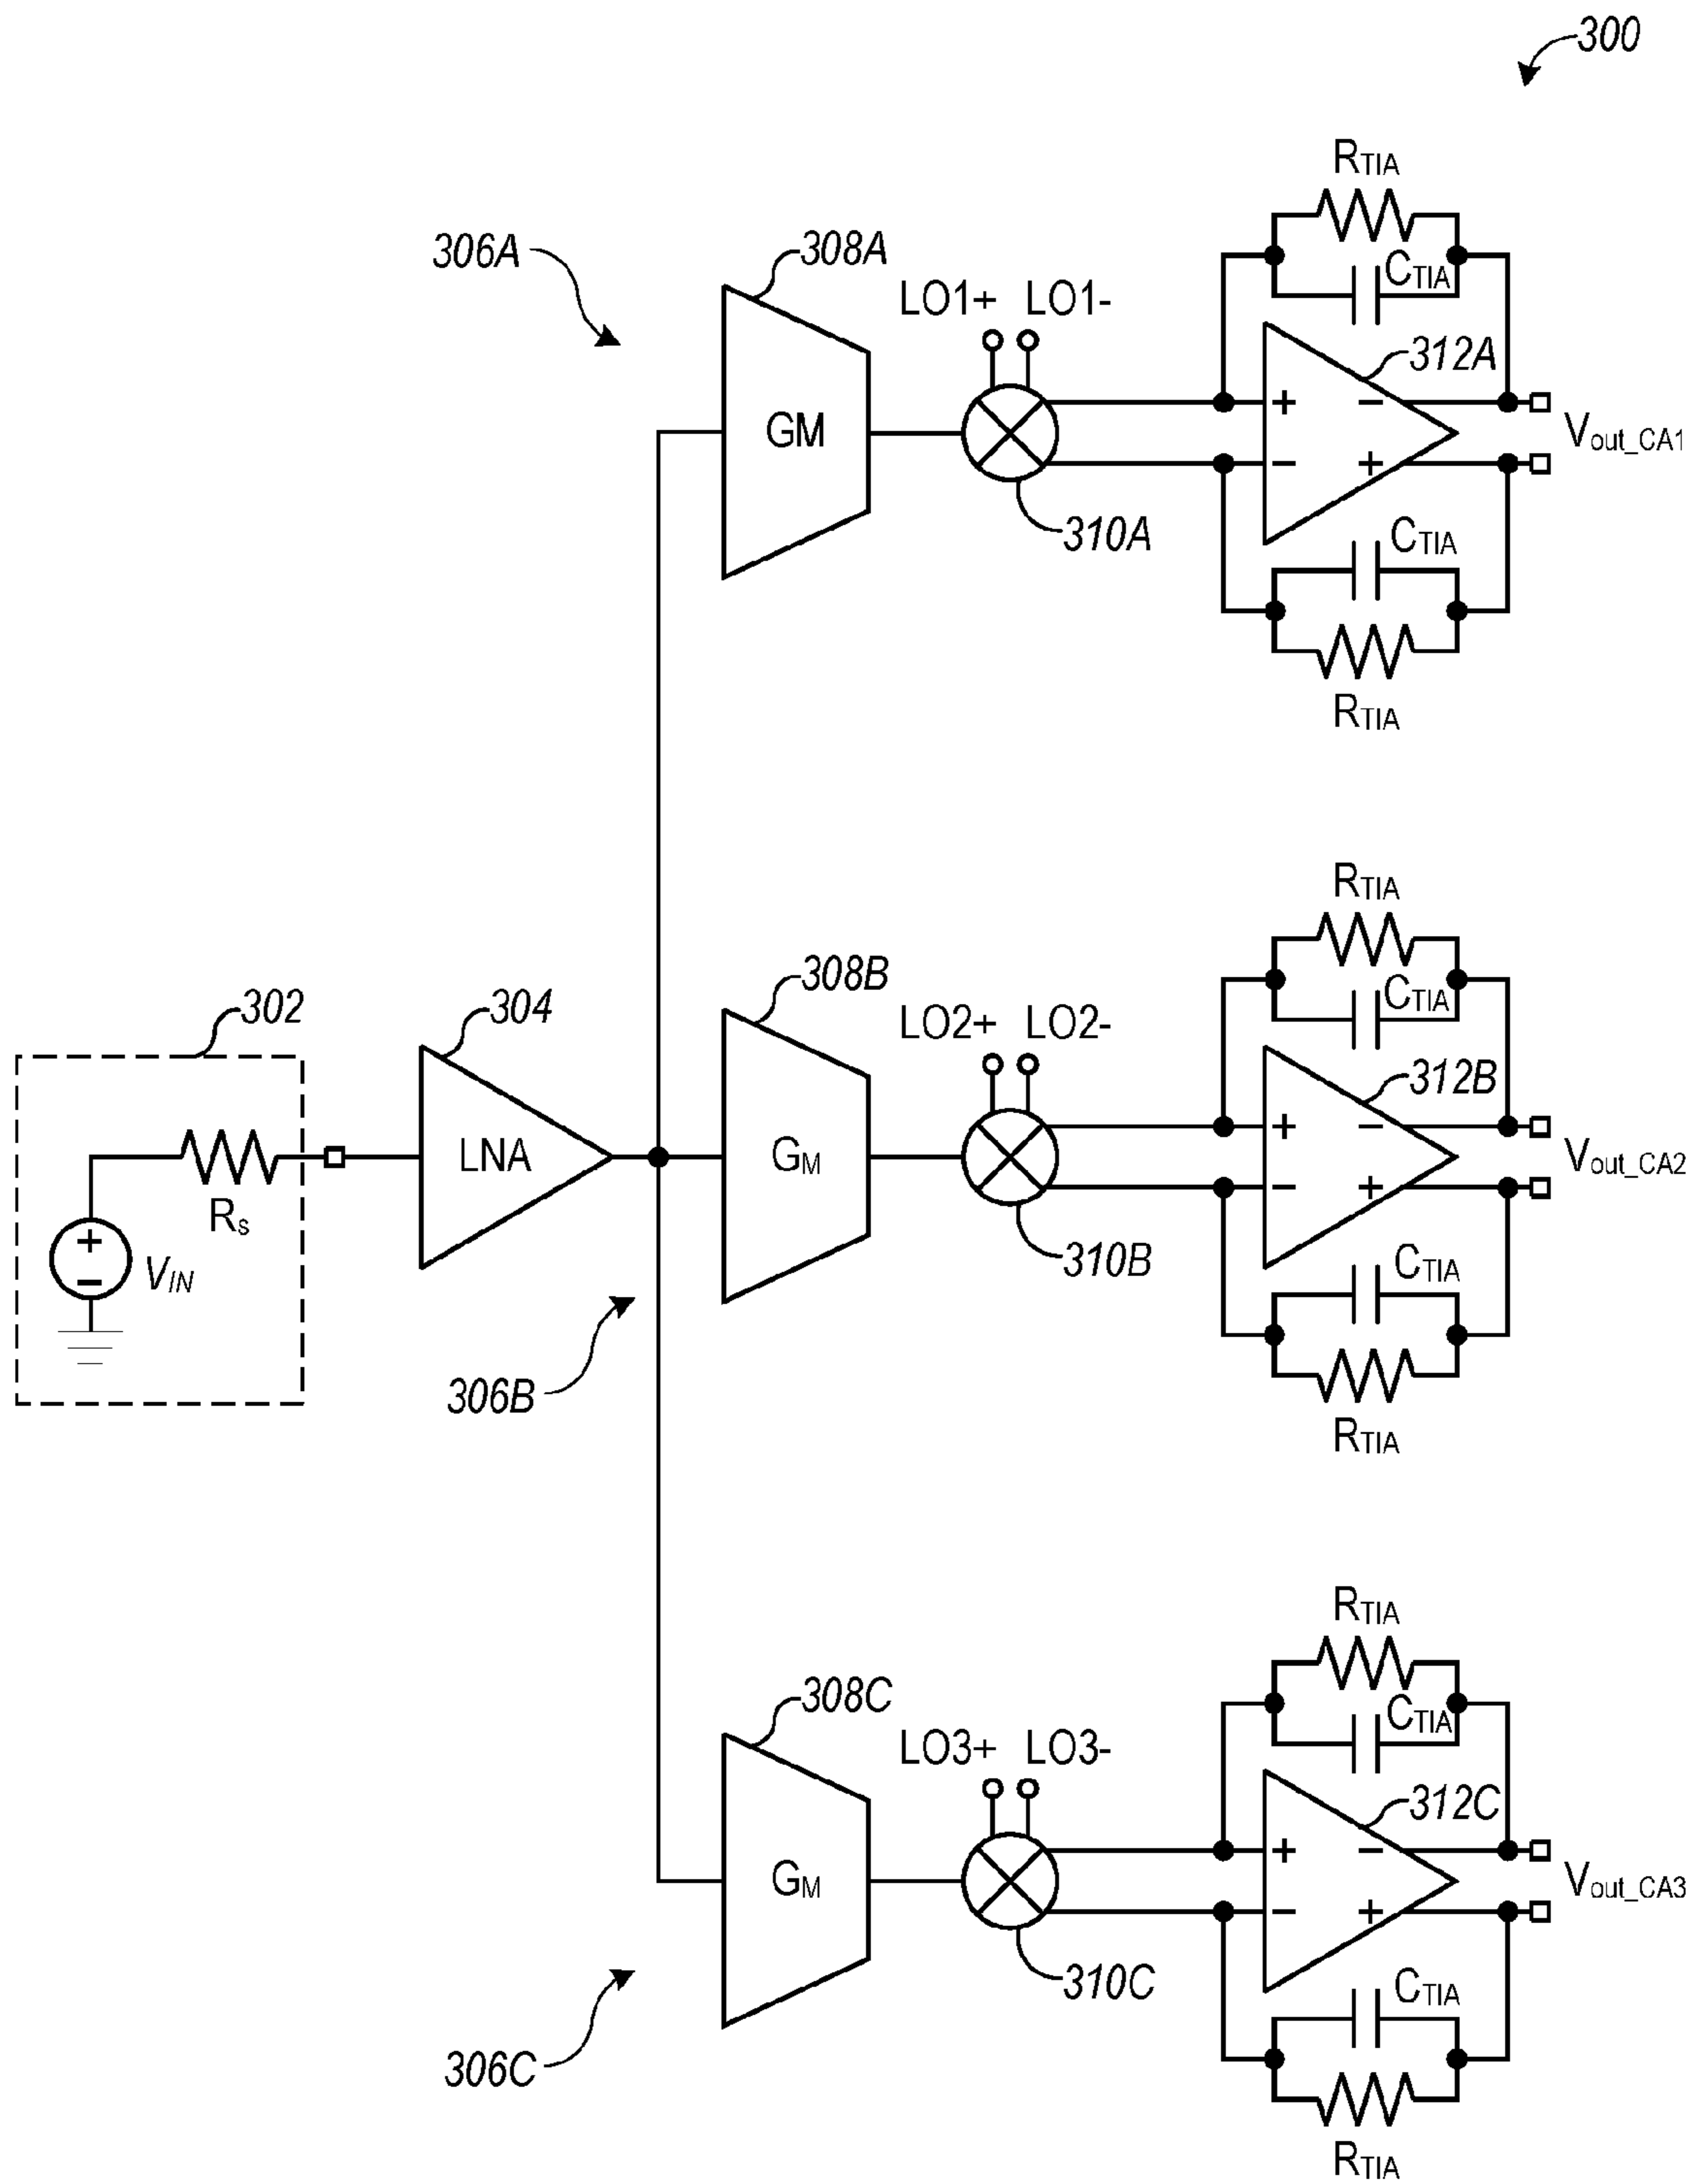 300
RTIA
306A
308A
LO1+ LO1-
CTIA
312A
GM
+ −
Vout_CA1
− +
310A
CTIA
RTIA
RTIA
308B
302
304
LO2+ LO2-
CTIA
312B
LNA
GM
+ −
Vout_CA2
− +
Rs
+
VIN
−
310B
CTIA
306B
RTIA
RTIA
308C
LO3+ LO3-
CTIA
312C
GM
+ −
Vout_CA3
− +
310C
CTIA
306C
RTIA